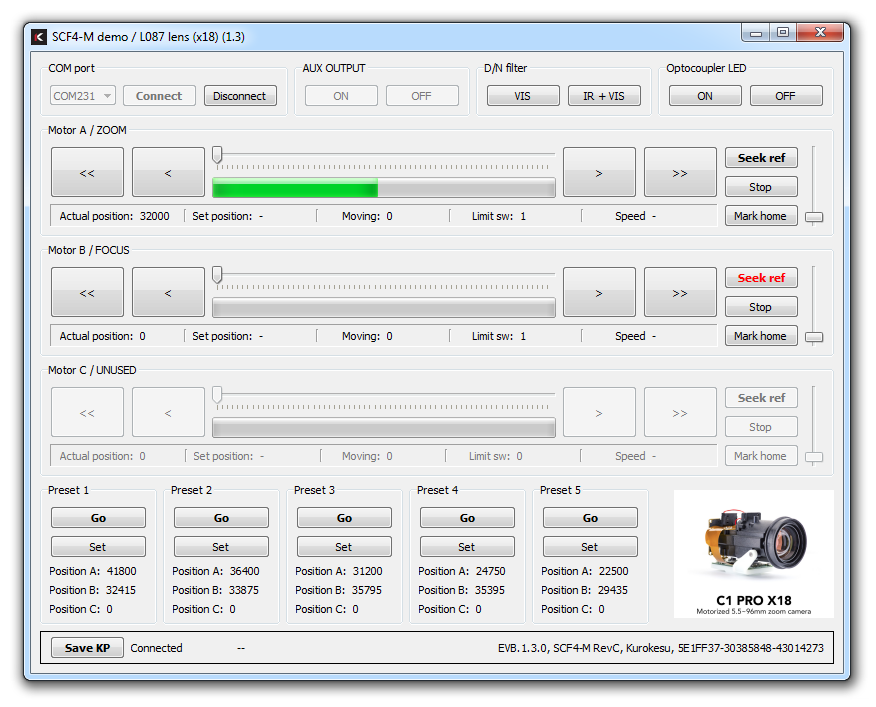 SCF4-M demo / L087 lens (x18) (1.3)
COM port AUX OUTPUT D/N filter Optocoupler LED
COM231 Connect Disconnect ON OFF VIS IR + VIS ON OFF
Motor A / ZOOM
<< < > >> Seek ref
Stop
Actual position: 32000 Set position: - Moving: 0 Limit sw: 1 Speed - Mark home
Motor B / FOCUS
<< < > >> Seek ref
Stop
Actual position: 0 Set position: - Moving: 0 Limit sw: 1 Speed - Mark home
Motor C / UNUSED
<< < > >> Seek ref
Stop
Actual position: 0 Set position: - Moving: 0 Limit sw: 0 Speed - Mark home
Preset 1
Go
Set
Position A: 41800
Position B: 32415
Position C: 0
Preset 2
Go
Set
Position A: 36400
Position B: 33875
Position C: 0
Preset 3
Go
Set
Position A: 31200
Position B: 35795
Position C: 0
Preset 4
Go
Set
Position A: 24750
Position B: 35395
Position C: 0
Preset 5
Go
Set
Position A: 22500
Position B: 29435
Position C: 0
C1 PRO X18
Motorized 5.5~96mm zoom camera
Save KP Connected -- EVB.1.3.0, SCF4-M RevC, Kurokesu, 5E1FF37-30385848-43014273